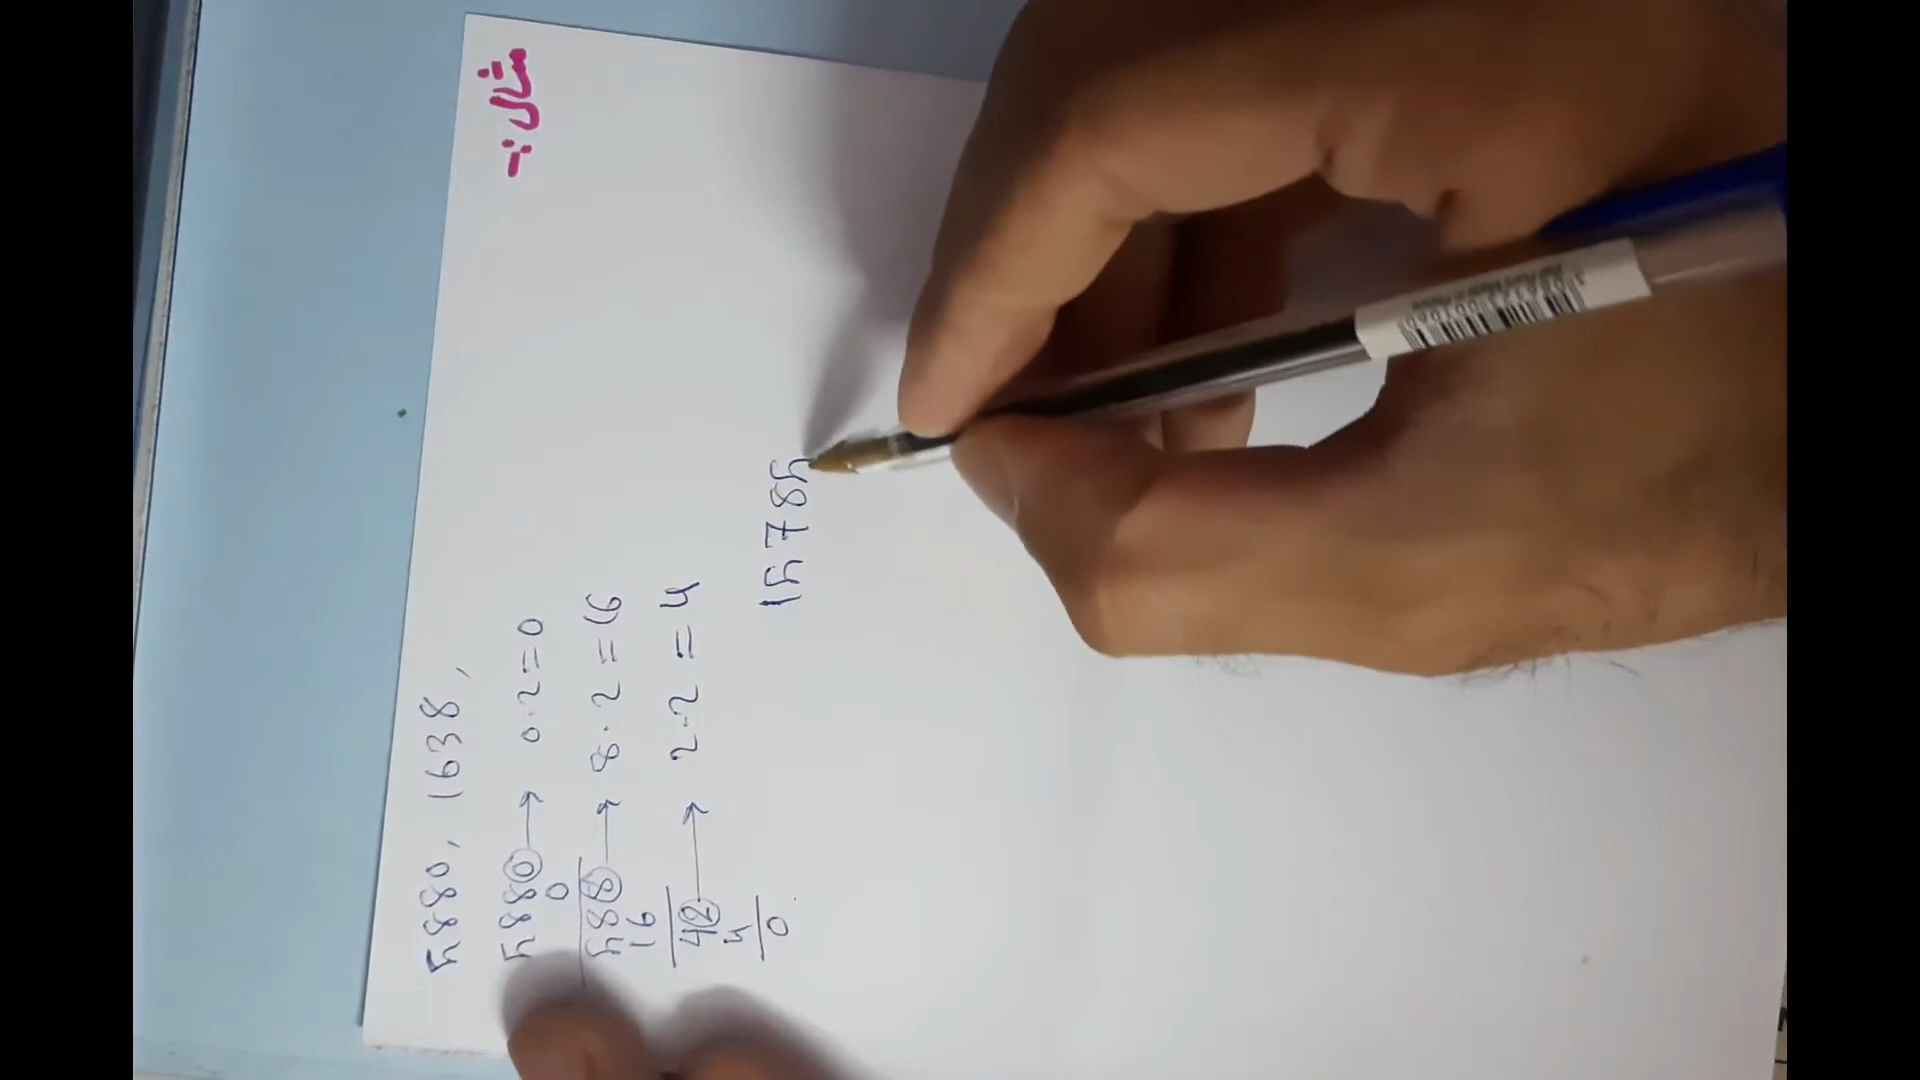 مثال:-
5880, 1638,
5880 → 0·2=0
0
588 → 8·2=16
16
42 → 2·2=4
4
0
15785